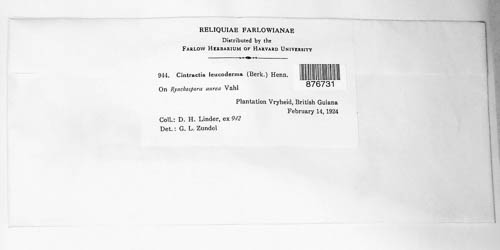 RELIQUIAE FARLOWIANAE
Distributed by the
FARLOW HERBARIUM OF HARVARD UNIVERSITY
944. Cintractia leucoderma (Berk.) Henn.
876731
On Rynchospora aurea Vahl
Plantation Vryheid, British Guiana
February 14, 1924
Coll.: D. H. Linder, ex 942
Det.: G. L. Zundel